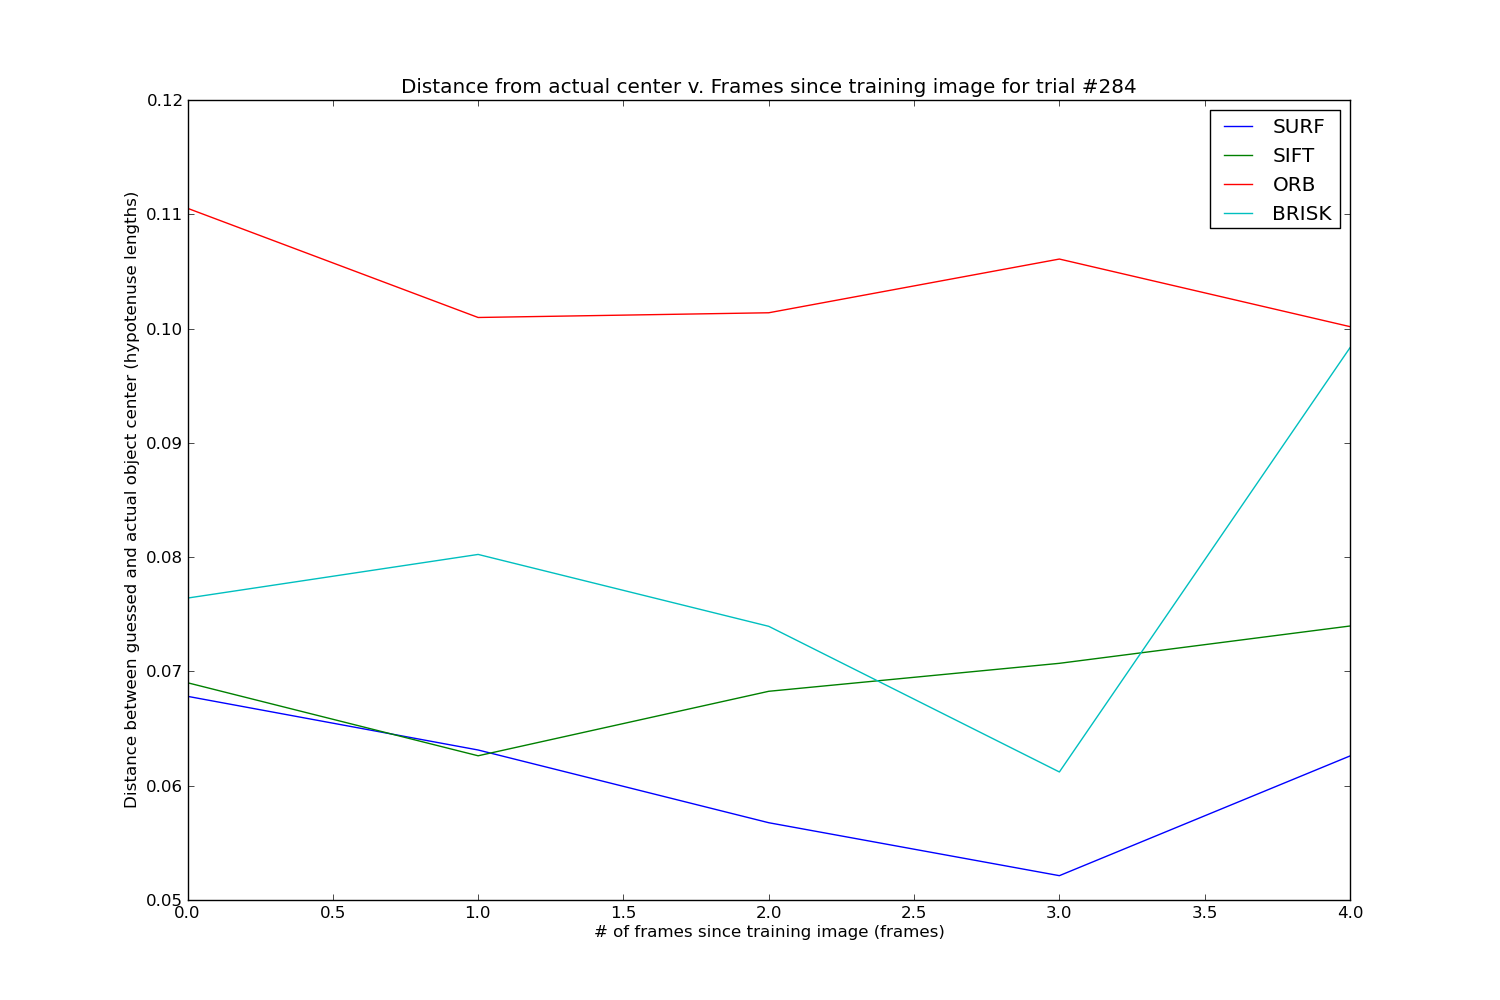 Distance from actual center v. Frames since training image for trial #284
SURF
SIFT
ORB
BRISK
Distance between guessed and actual object center (hypotenuse lengths)
0.12
0.11
0.10
0.09
0.08
0.07
0.06
0.05
0.0 0.5 1.0 1.5 2.0 2.5 3.0 3.5 4.0
# of frames since training image (frames)